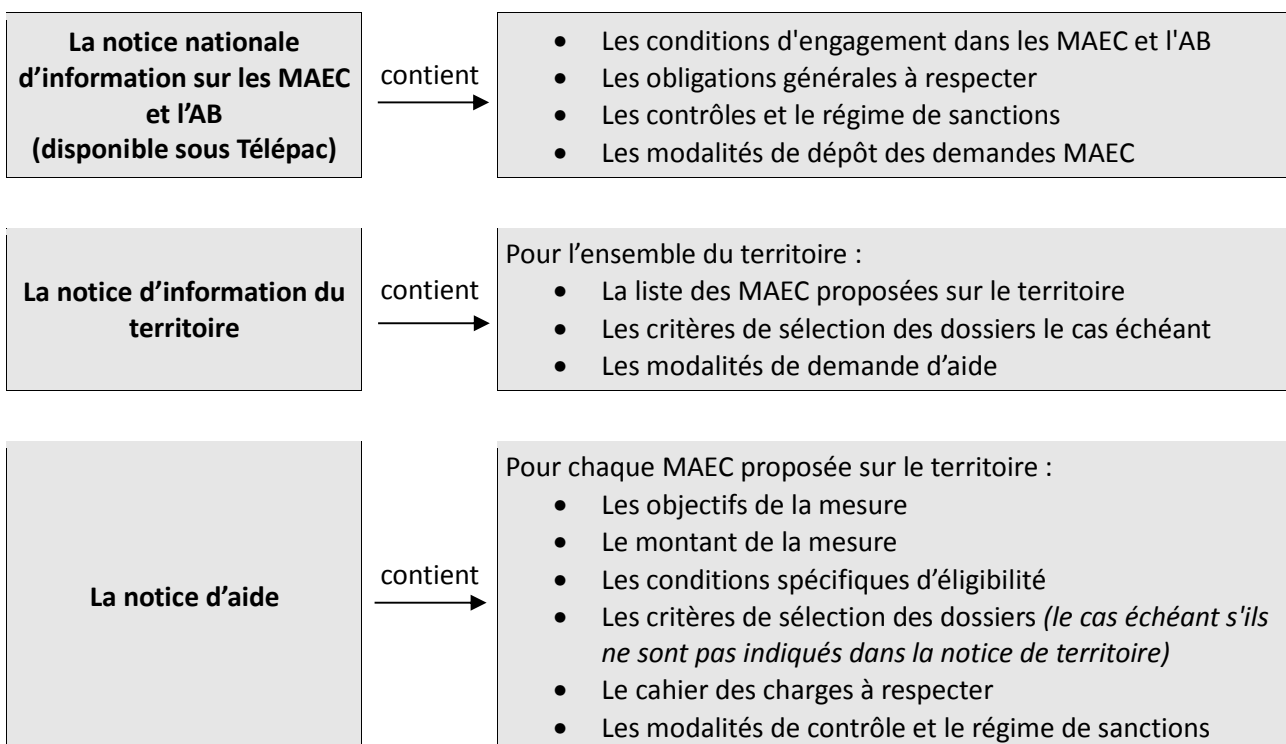 La notice nationale
d’information sur les MAEC
et l’AB
(disponible sous Télépac)
contient
• Les conditions d'engagement dans les MAEC et l'AB
• Les obligations générales à respecter
• Les contrôles et le régime de sanctions
• Les modalités de dépôt des demandes MAEC
La notice d’information du
territoire
contient
Pour l’ensemble du territoire :
• La liste des MAEC proposées sur le territoire
• Les critères de sélection des dossiers le cas échéant
• Les modalités de demande d’aide
La notice d’aide
contient
Pour chaque MAEC proposée sur le territoire :
• Les objectifs de la mesure
• Le montant de la mesure
• Les conditions spécifiques d’éligibilité
• Les critères de sélection des dossiers (le cas échéant s'ils
ne sont pas indiqués dans la notice de territoire)
• Le cahier des charges à respecter
• Les modalités de contrôle et le régime de sanctions